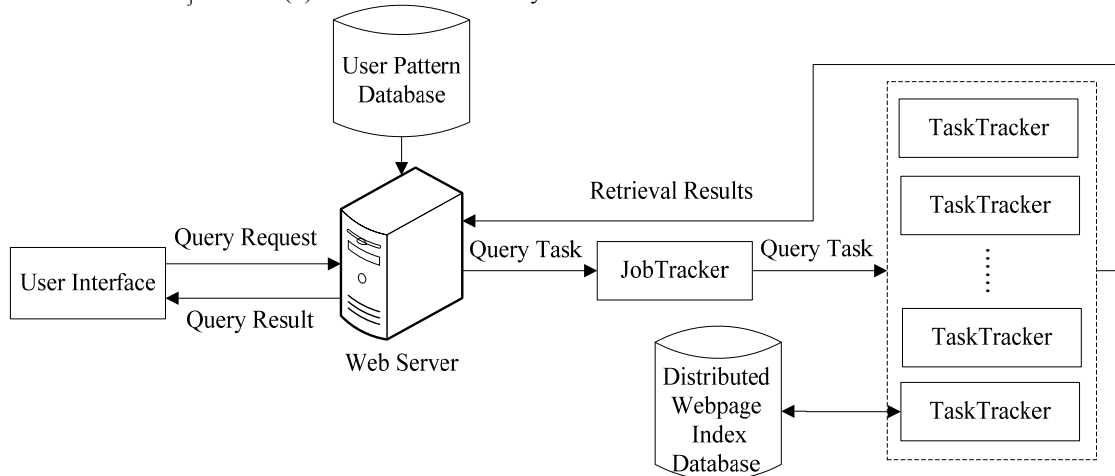 User Pattern
Database
Retrieval Results
Query Request
User Interface
Query Result
Web Server
Query Task
JobTracker
Query Task
TaskTracker
TaskTracker
TaskTracker
TaskTracker
Distributed
Webpage
Index
Database